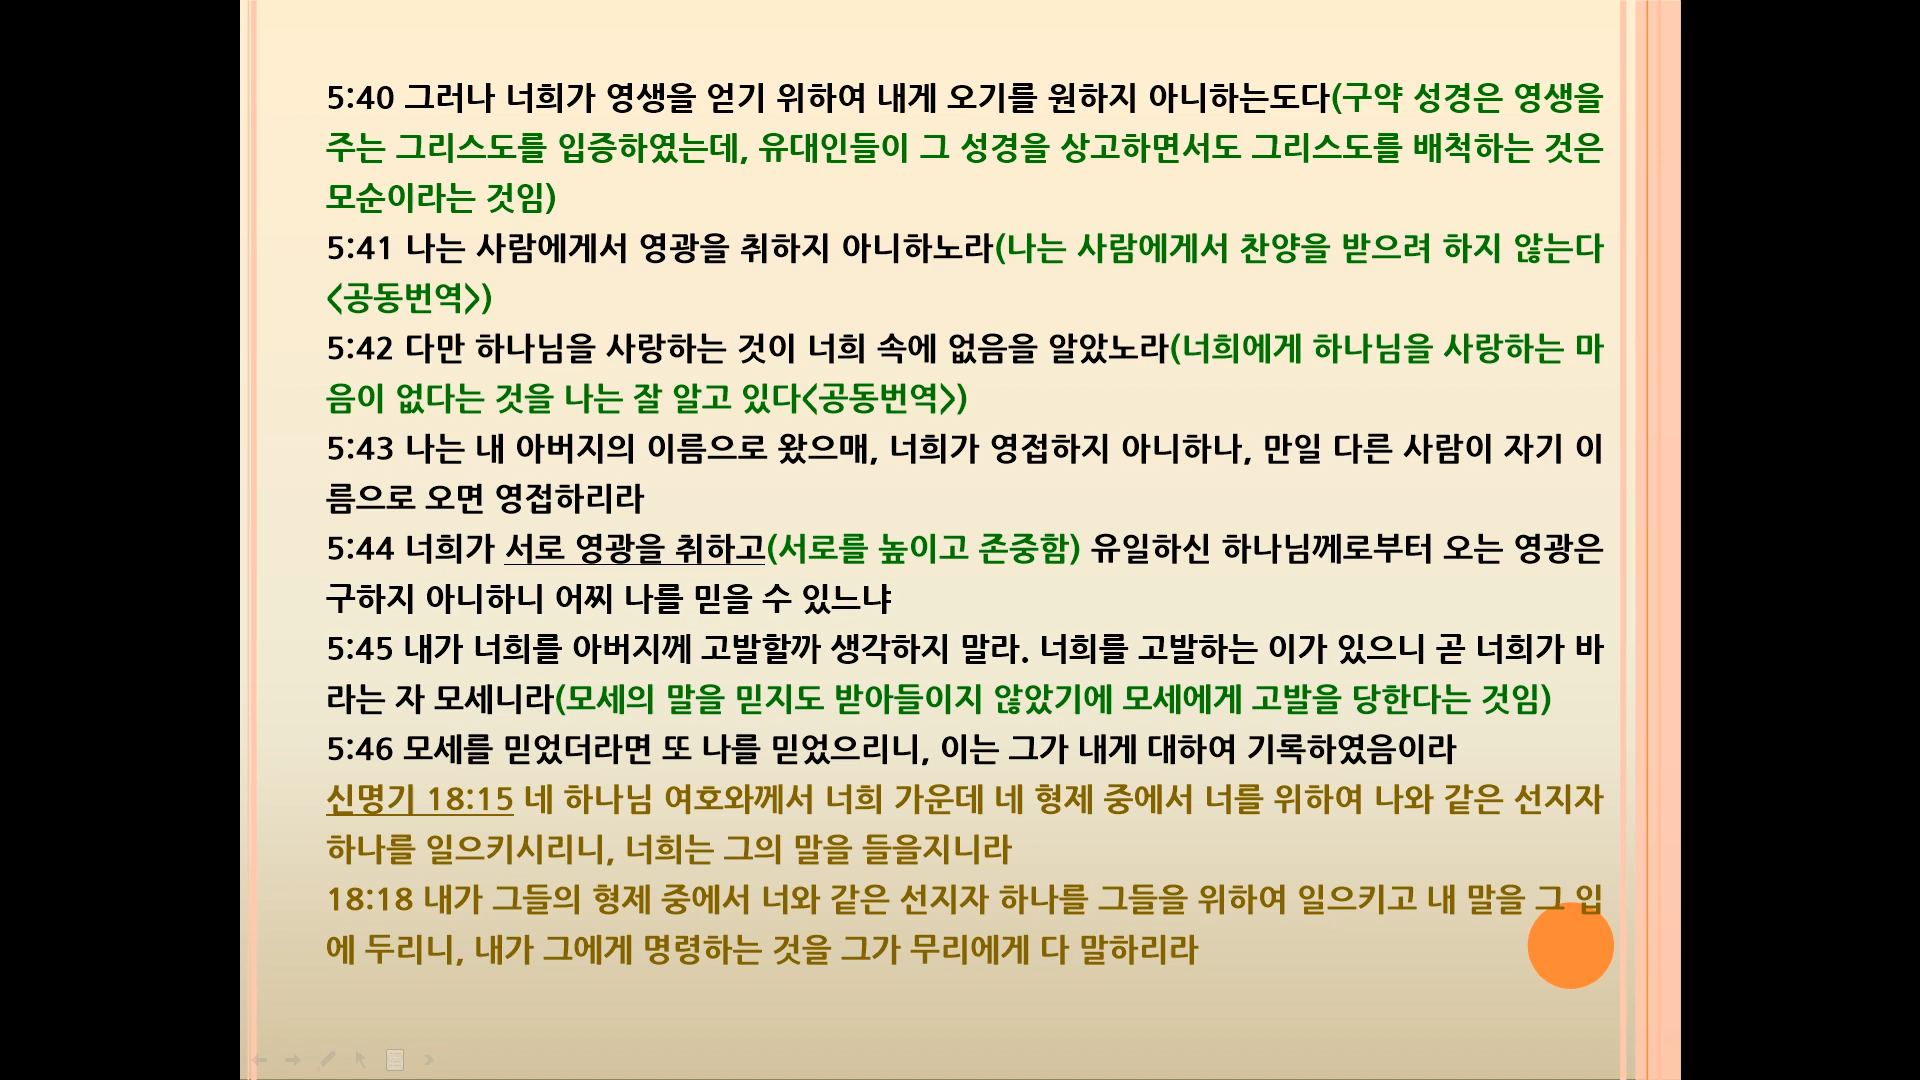 5:40 그러나 너희가 영생을 얻기 위하여 내게 오기를 원하지 아니하는도다(구약 성경은 영생을
주는 그리스도를 입증하였는데, 유대인들이 그 성경을 상고하면서도 그리스도를 배척하는 것은
모순이라는 것임)
5:41 나는 사람에게서 영광을 취하지 아니하노라(나는 사람에게서 찬양을 받으려 하지 않는다
<공동번역>)
5:42 다만 하나님을 사랑하는 것이 너희 속에 없음을 알았노라(너희에게 하나님을 사랑하는 마
음이 없다는 것을 나는 잘 알고 있다<공동번역>)
5:43 나는 내 아버지의 이름으로 왔으매, 너희가 영접하지 아니하나, 만일 다른 사람이 자기 이
름으로 오면 영접하리라
5:44 너희가 서로 영광을 취하고(서로를 높이고 존중함) 유일하신 하나님께로부터 오는 영광은
구하지 아니하니 어찌 나를 믿을 수 있느냐
5:45 내가 너희를 아버지께 고발할까 생각하지 말라. 너희를 고발하는 이가 있으니 곧 너희가 바
라는 자 모세니라(모세의 말을 믿지도 받아들이지 않았기에 모세에게 고발을 당한다는 것임)
5:46 모세를 믿었더라면 또 나를 믿었으리니, 이는 그가 내게 대하여 기록하였음이라
신명기 18:15 네 하나님 여호와께서 너희 가운데 네 형제 중에서 너를 위하여 나와 같은 선지자
하나를 일으키시리니, 너희는 그의 말을 들을지니라
18:18 내가 그들의 형제 중에서 너와 같은 선지자 하나를 그들을 위하여 일으키고 내 말을 그 입
에 두리니, 내가 그에게 명령하는 것을 그가 무리에게 다 말하리라